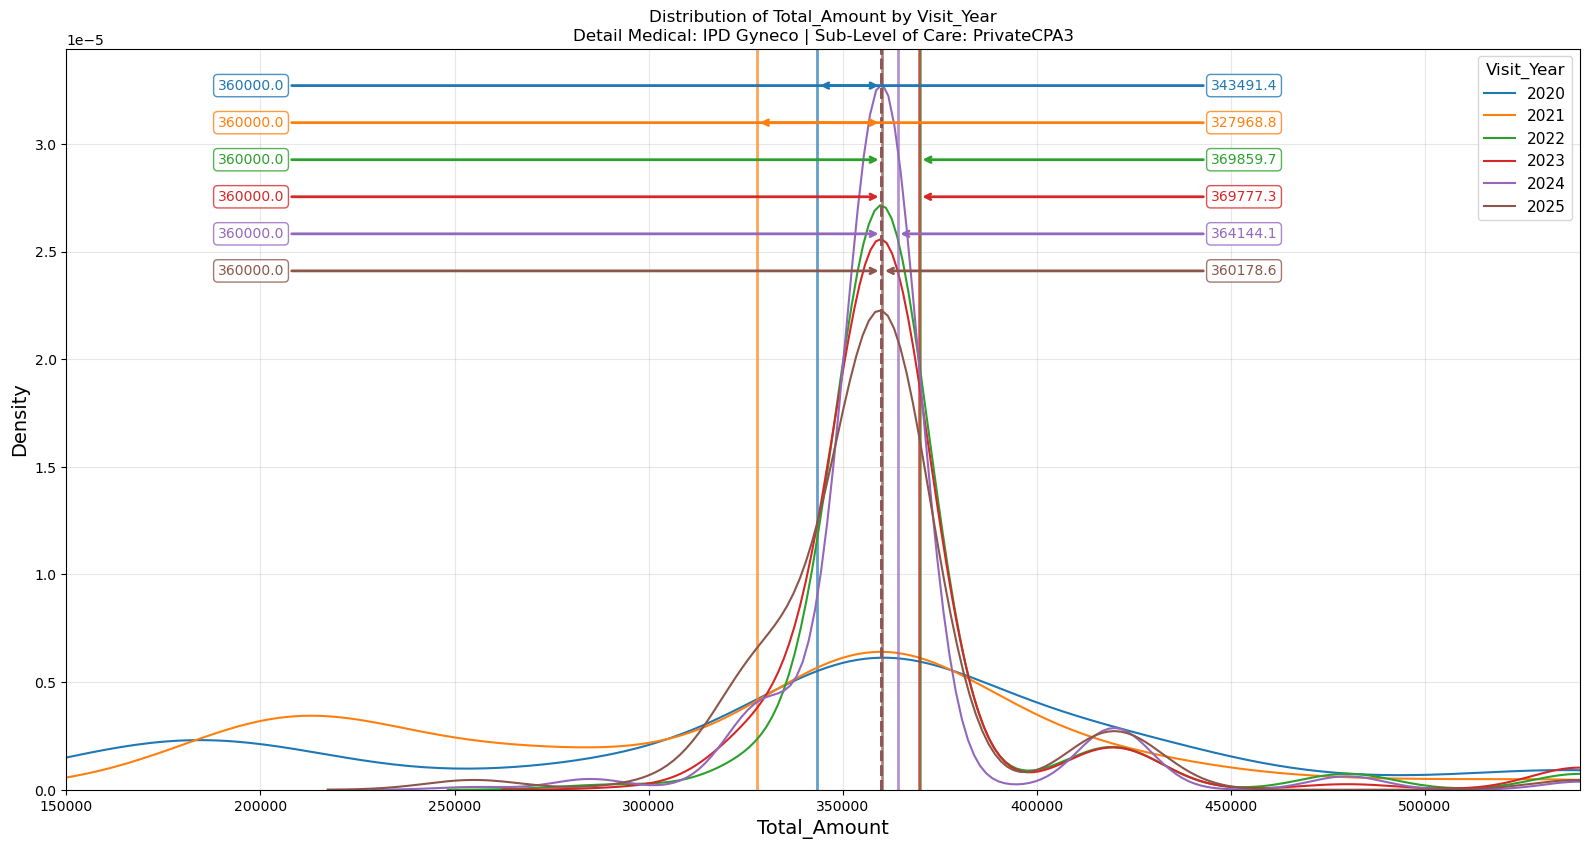 Distribution of Total_Amount by Visit_Year
Detail Medical: IPD Gyneco | Sub-Level of Care: PrivateCPA3
1e−5
Visit_Year
2020
2021
2022
2023
2024
2025
360000.0 343491.4
360000.0 327968.8
360000.0 369859.7
360000.0 369777.3
360000.0 364144.1
360000.0 360178.6
Density
3.0
2.5
2.0
1.5
1.0
0.5
0.0
150000 200000 250000 300000 350000 400000 450000 500000
Total_Amount